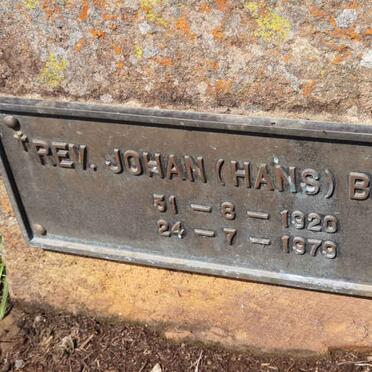 †REV. JOHAN (HANS) B
31 – 8 – 1920
24 – 7 – 1979